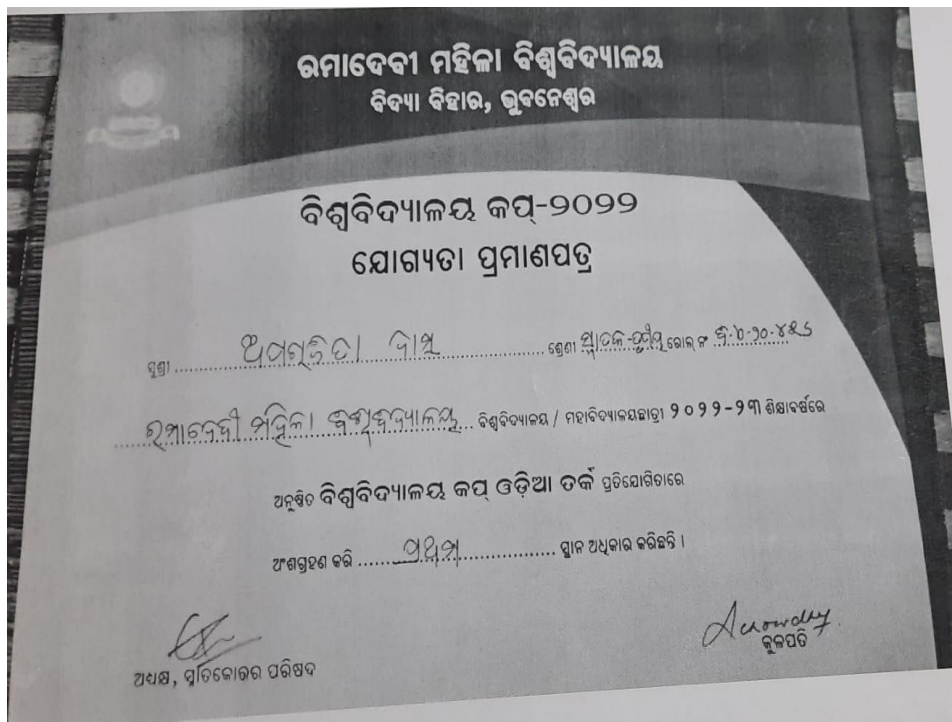 ରମାଦେବୀ ମହିଳା ବିଶ୍ୱବିଦ୍ୟାଳୟ
ବିଦ୍ୟା ବିହାର, ଭୁବନେଶ୍ୱର
ବିଶ୍ୱବିଦ୍ୟାଳୟ କପ୍-୨୦୨୨
ଯୋଗ୍ୟତା ପ୍ରମାଣପତ୍ର
ସୁଶ୍ରୀ ଅପରାଜିତା ଦାଶ ଶ୍ରେଣୀ ସ୍ନାତକ-ତୃତୀୟ ରୋଲ୍ ନଂ
ରମାଦେବୀ ମହିଳା ବିଶ୍ୱବିଦ୍ୟାଳୟ ବିଶ୍ୱବିଦ୍ୟାଳୟ / ମହାବିଦ୍ୟାଳୟଛାତ୍ରୀ ୨୦୨୨-୨୩ ଶିକ୍ଷାବର୍ଷରେ
ଅନୁଷ୍ଠିତ ବିଶ୍ୱବିଦ୍ୟାଳୟ କପ୍ ଓଡ଼ିଆ ତର୍କ ପ୍ରତିଯୋଗିତାରେ
ଅଂଶଗ୍ରହଣ କରି ପ୍ରଥମ ସ୍ଥାନ ଅଧିକାର କରିଛନ୍ତି ।
କୁଳପତି
ଅଧ୍ୟକ୍ଷ, ସ୍ନାତକୋତ୍ତର ପରିଷଦ